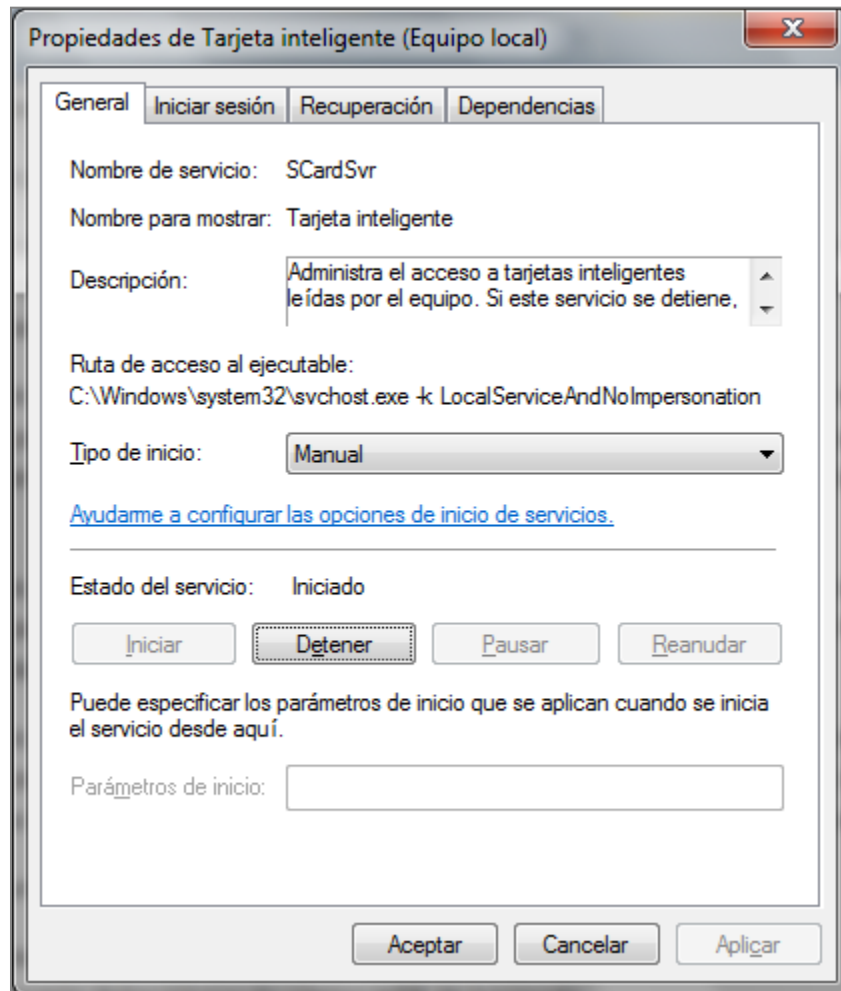 Propiedades de Tarjeta inteligente (Equipo local)
General
Iniciar sesión
Recuperación
Dependencias
Nombre de servicio: SCardSvr
Nombre para mostrar: Tarjeta inteligente
Descripción:
Administra el acceso a tarjetas inteligentes
leídas por el equipo. Si este servicio se detiene,
Ruta de acceso al ejecutable:
C:\Windows\system32\svchost.exe -k LocalServiceAndNoImpersonation
Tipo de inicio: Manual
Ayudarme a configurar las opciones de inicio de servicios.
Estado del servicio: Iniciado
Iniciar
Detener
Pausar
Reanudar
Puede especificar los parámetros de inicio que se aplican cuando se inicia
el servicio desde aquí.
Parámetros de inicio:
Aceptar
Cancelar
Aplicar